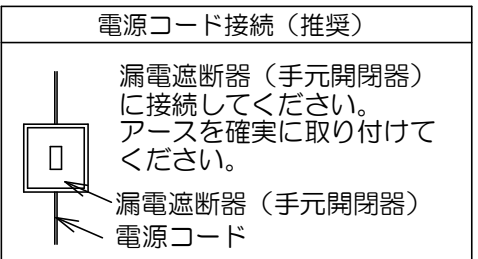 電源コード接続（推奨）
漏電遮断器（手元開閉器）
に接続してください。
アースを確実に取り付けて
ください。
漏電遮断器（手元開閉器）
電源コード